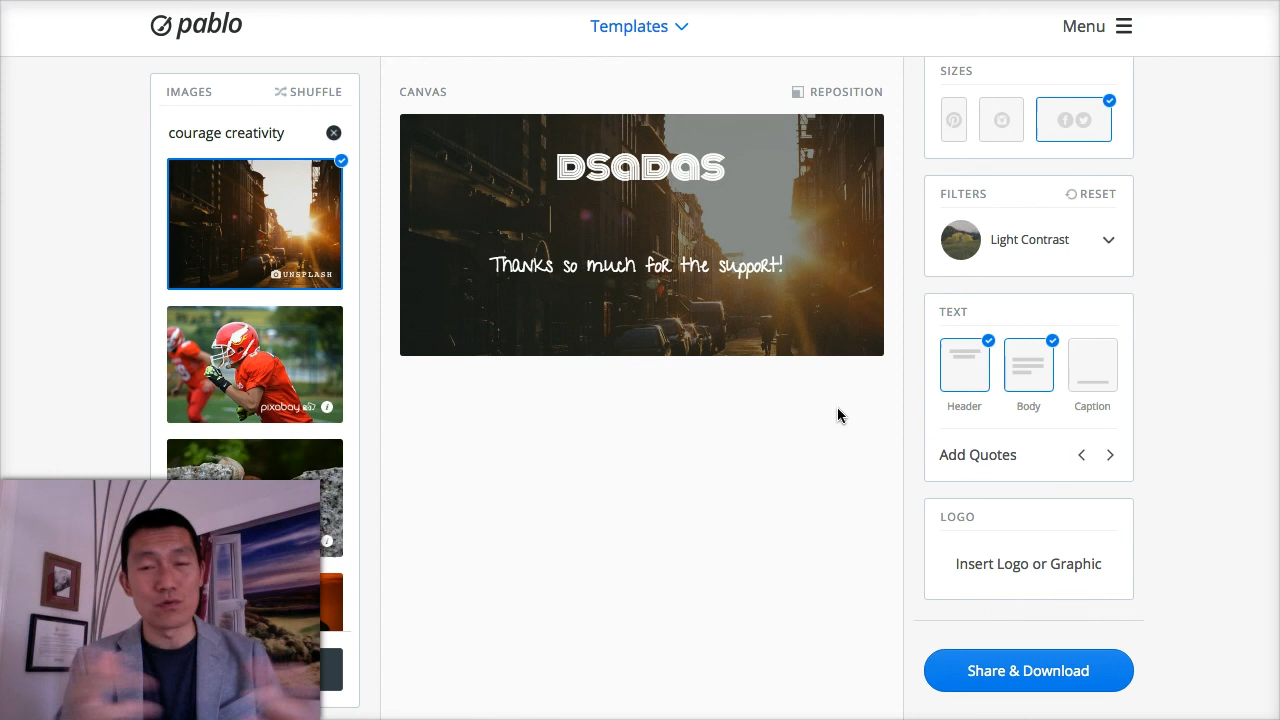 pablo
Templates
Menu
IMAGES
SHUFFLE
courage creativity
UNSPLASH
pixabay
CANVAS
REPOSITION
DSADAS
Thanks so much for the support!
SIZES
FILTERS
RESET
Light Contrast
TEXT
Header
Body
Caption
Add Quotes
LOGO
Insert Logo or Graphic
Share & Download